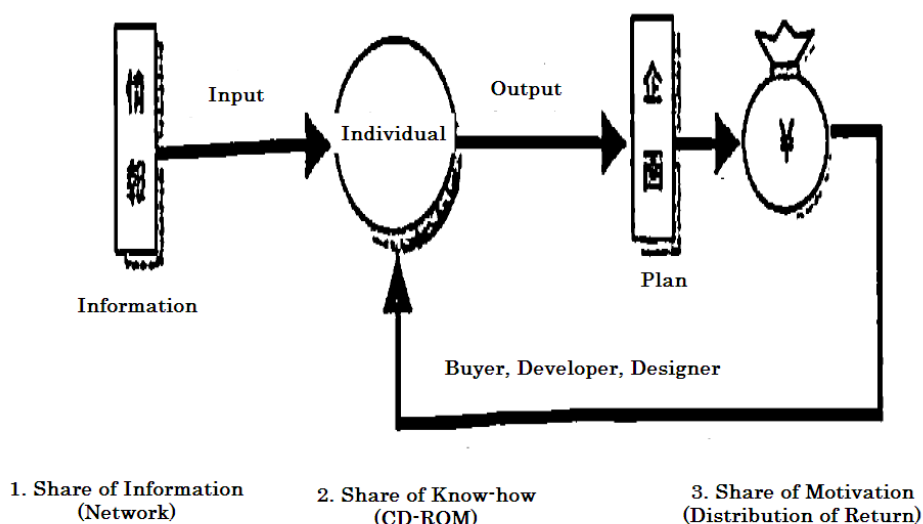 Input
Output
Individual
企
画
¥
Information
Plan
Buyer, Developer, Designer
1. Share of Information
(Network)
2. Share of Know-how
(CD-ROM)
3. Share of Motivation
(Distribution of Return)